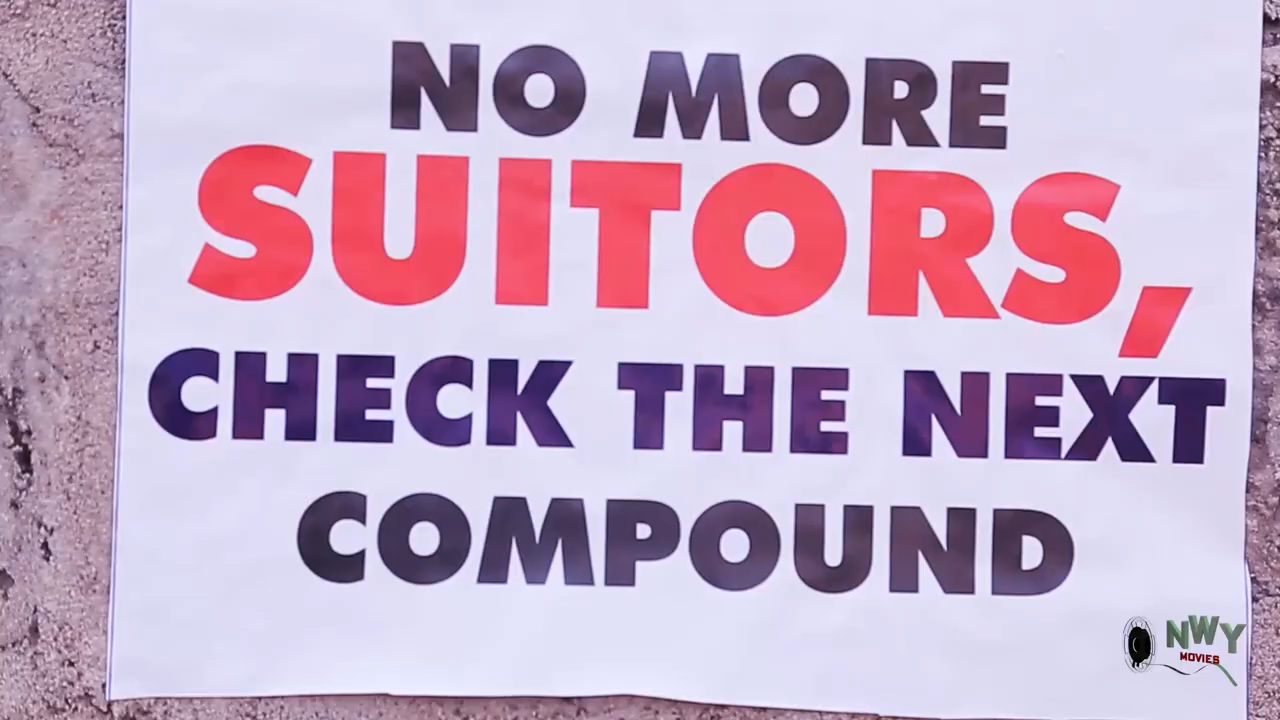 NO MORE
SUITORS,
CHECK THE NEXT
COMPOUND
NWY
MOVIES